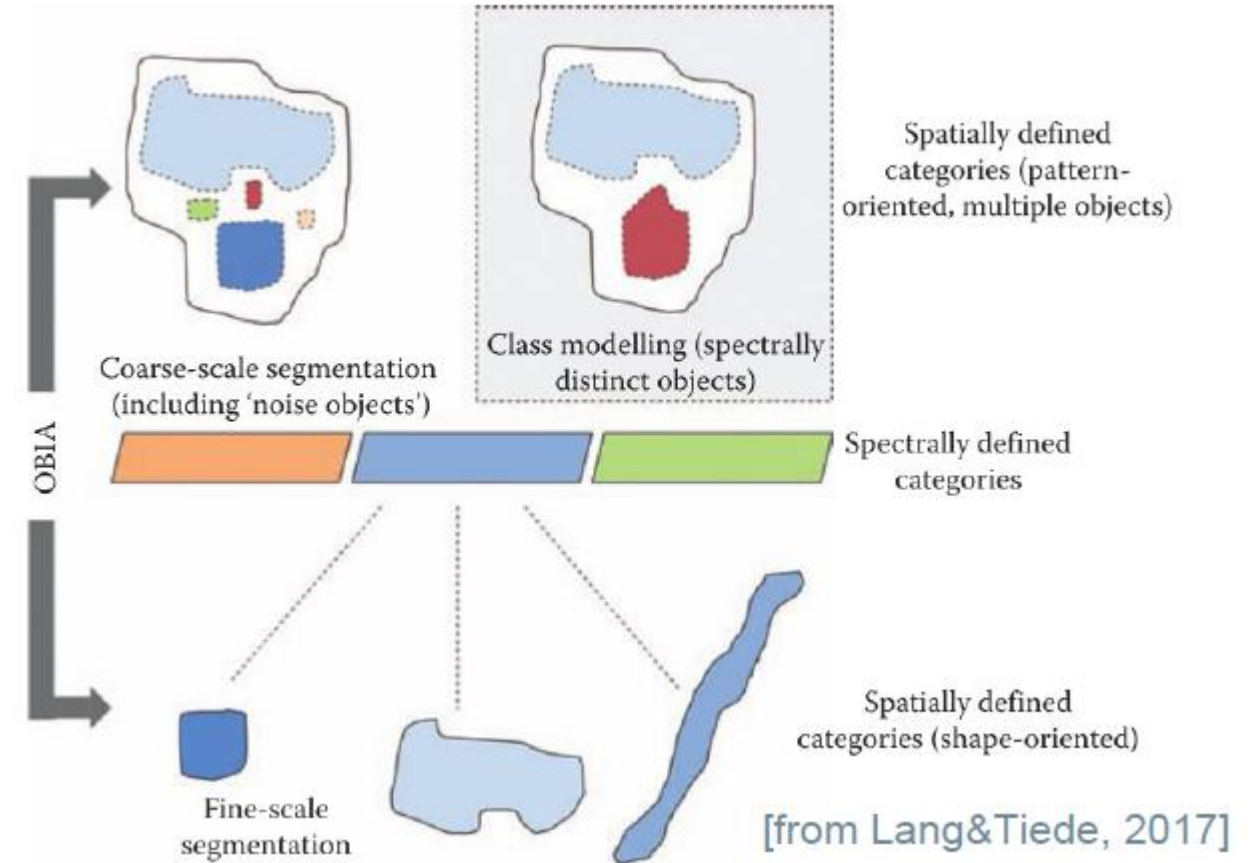 Spatially defined
categories (pattern-
oriented, multiple objects)
Class modelling (spectrally
distinct objects)
Coarse-scale segmentation
(including ‘noise objects’)
OBIA
Spectrally defined
categories
Spatially defined
categories (shape-oriented)
Fine-scale
segmentation
[from Lang&Tiede, 2017]